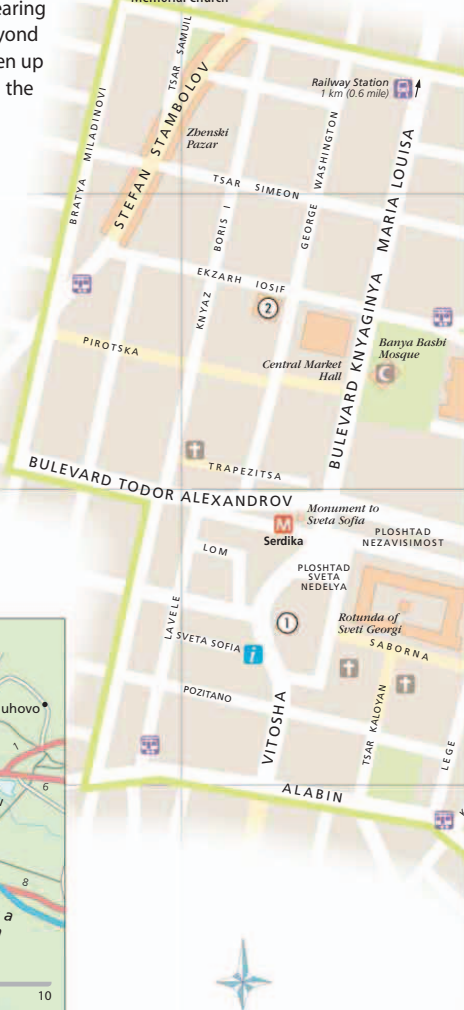 Memorial Church
earing
yond
en up
the
TSAR SAMUIL
Railway Station
1 km (0.6 mile)
STEFAN STAMBOLOV
Zhenski
Pazar
BRATYA MILADINOVI
GEORGE WASHINGTON
BULEVARD KNYAGINYA MARIA LOUISA
TSAR SIMEON
KNYAZ BORIS I
EKZARH IOSIF
2
PIROTSKA
Central Market
Hall
Banya Bashi
Mosque
TRAPEZITSA
BULEVARD TODOR ALEXANDROV
Monument to
Sveta Sofia
M
Serdika
PLOSHTAD
NEZAVISIMOST
LOM
PLOSHTAD
SVETA
NEDELYA
1
LAVELE
Rotunda of
Sveti Georgi
SVETA SOFIA
i
SABORNA
POZITANO
VITOSHA
TSAR KALOYAN
LEGE
ALABIN
uhovo
1
6
8
a
10